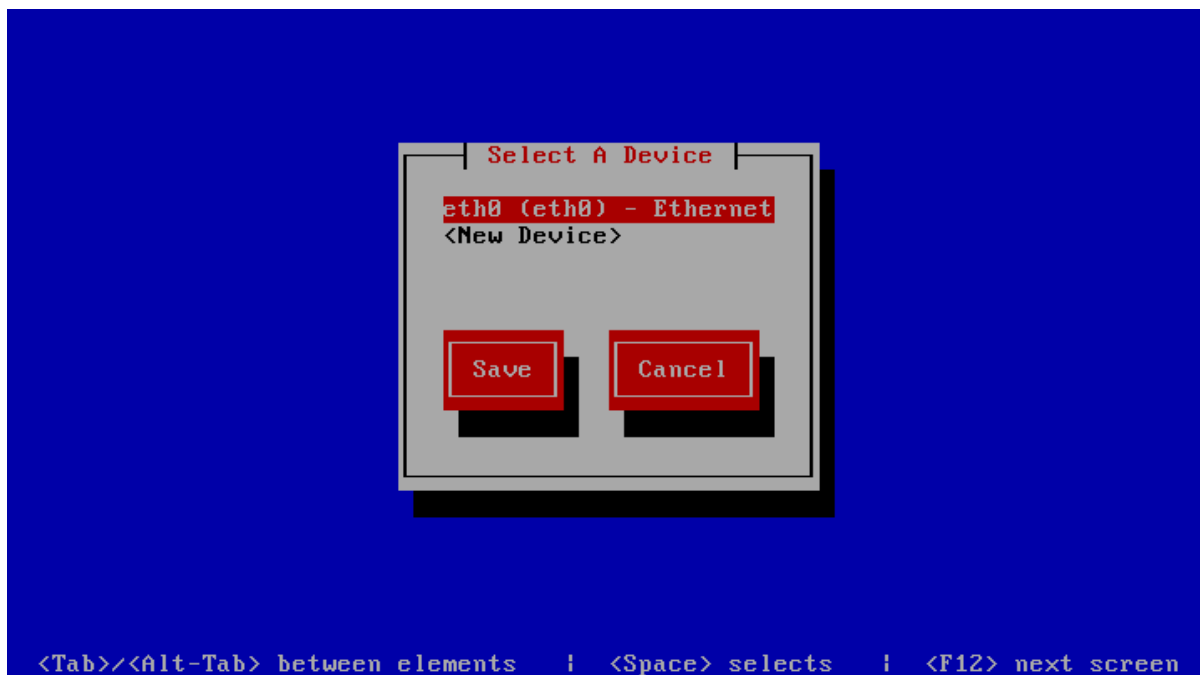 Select A Device
eth0 (eth0) - Ethernet
<New Device>
Save Cancel
<Tab>/<Alt-Tab> between elements | <Space> selects | <F12> next screen